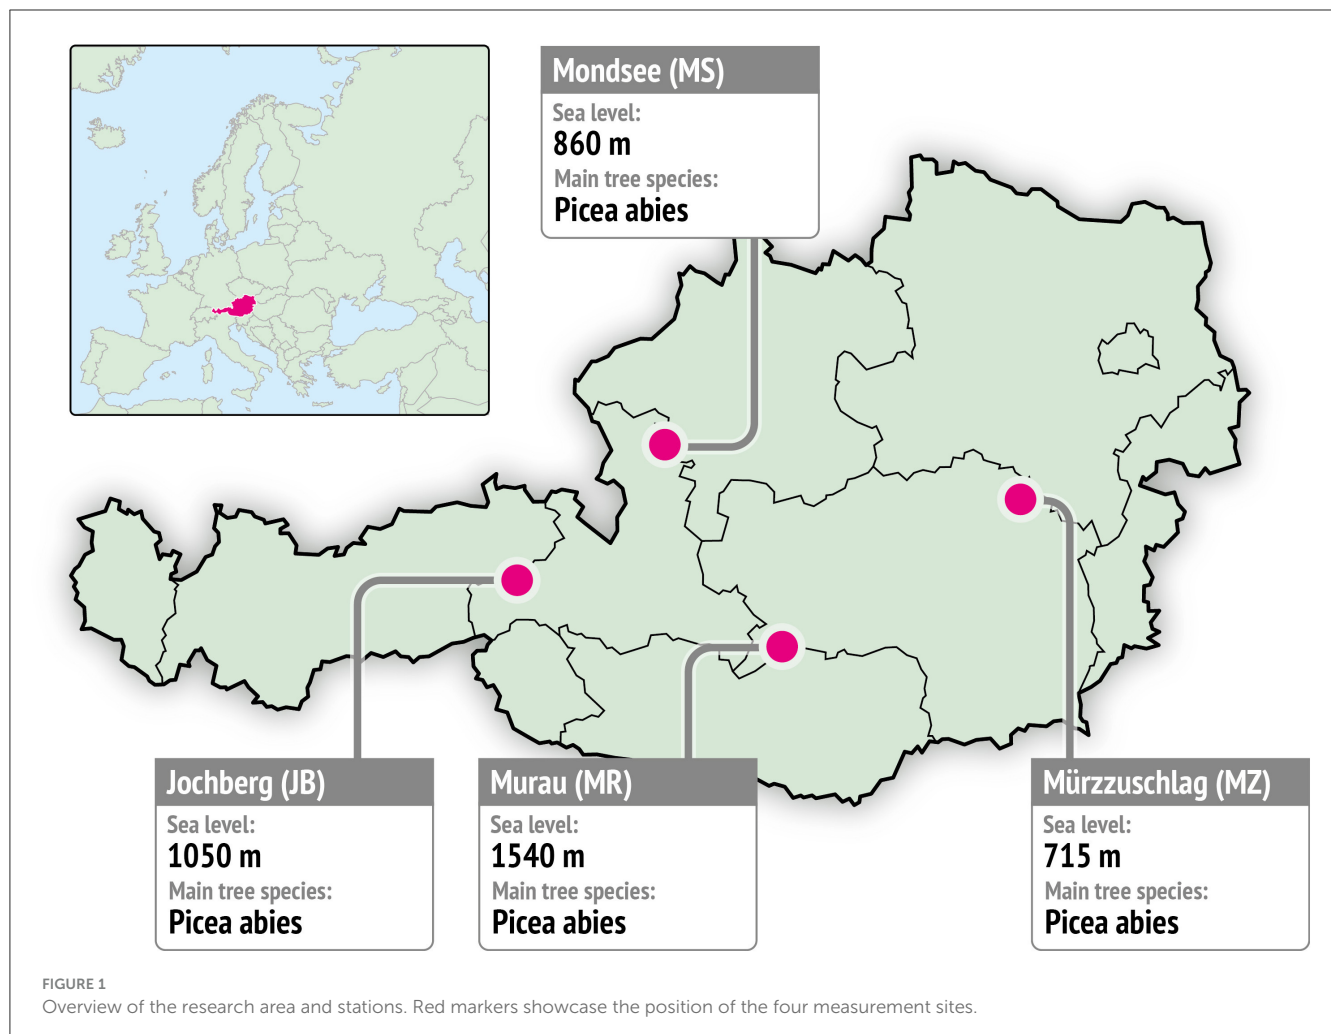 Mondsee (MS)
Sea level:
860 m
Main tree species:
Picea abies
Jochberg (JB)
Sea level:
1050 m
Main tree species:
Picea abies
Murau (MR)
Sea level:
1540 m
Main tree species:
Picea abies
Mürzzuschlag (MZ)
Sea level:
715 m
Main tree species:
Picea abies
FIGURE 1
Overview of the research area and stations. Red markers showcase the position of the four measurement sites.